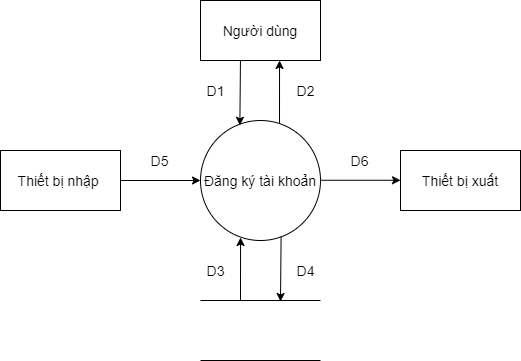 Người dùng
D1
D2
D5
D6
Thiết bị nhập
Đăng ký tài khoản
Thiết bị xuất
D3
D4